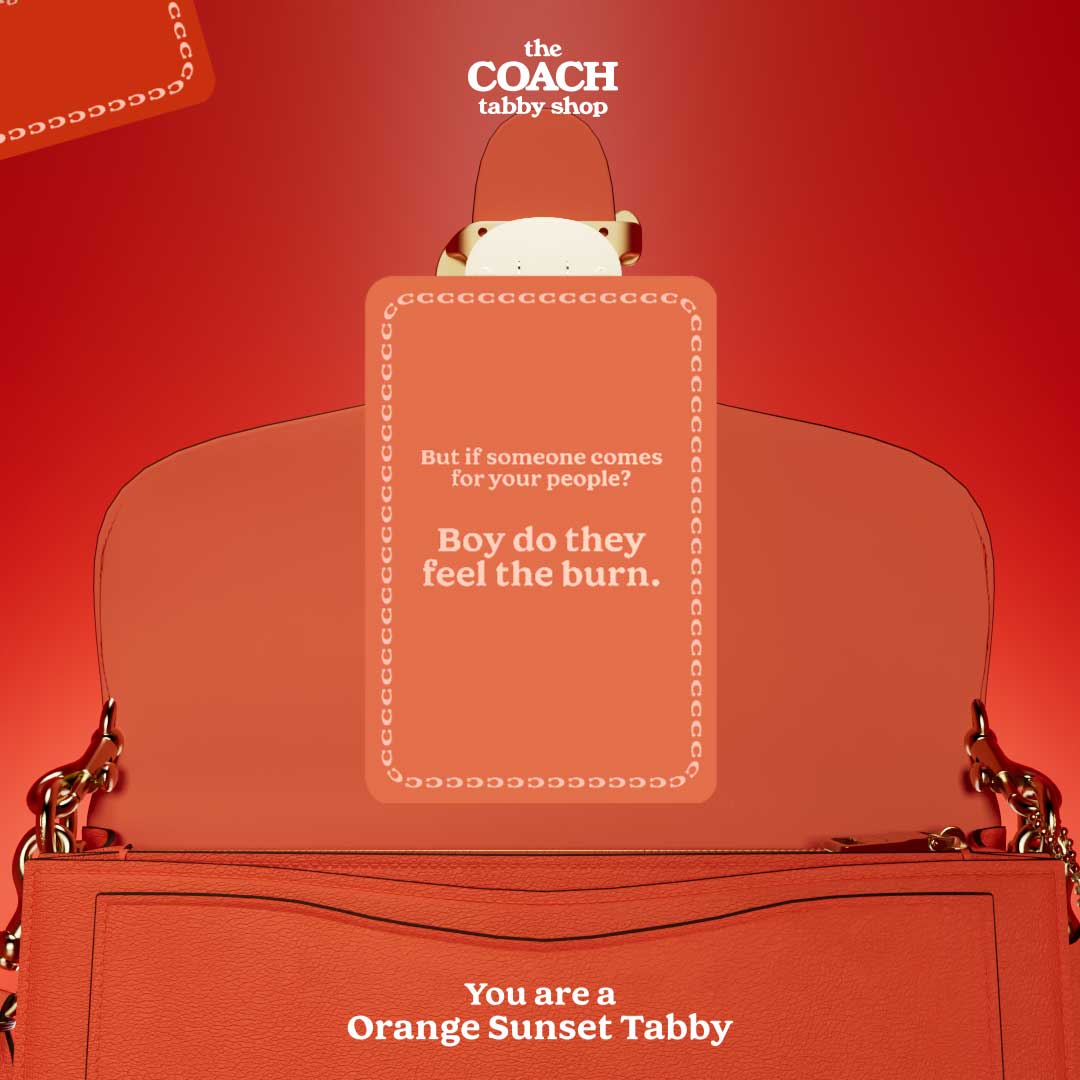 the
COACH
tabby shop
But if someone comes
for your people?
Boy do they
feel the burn.
You are a
Orange Sunset Tabby